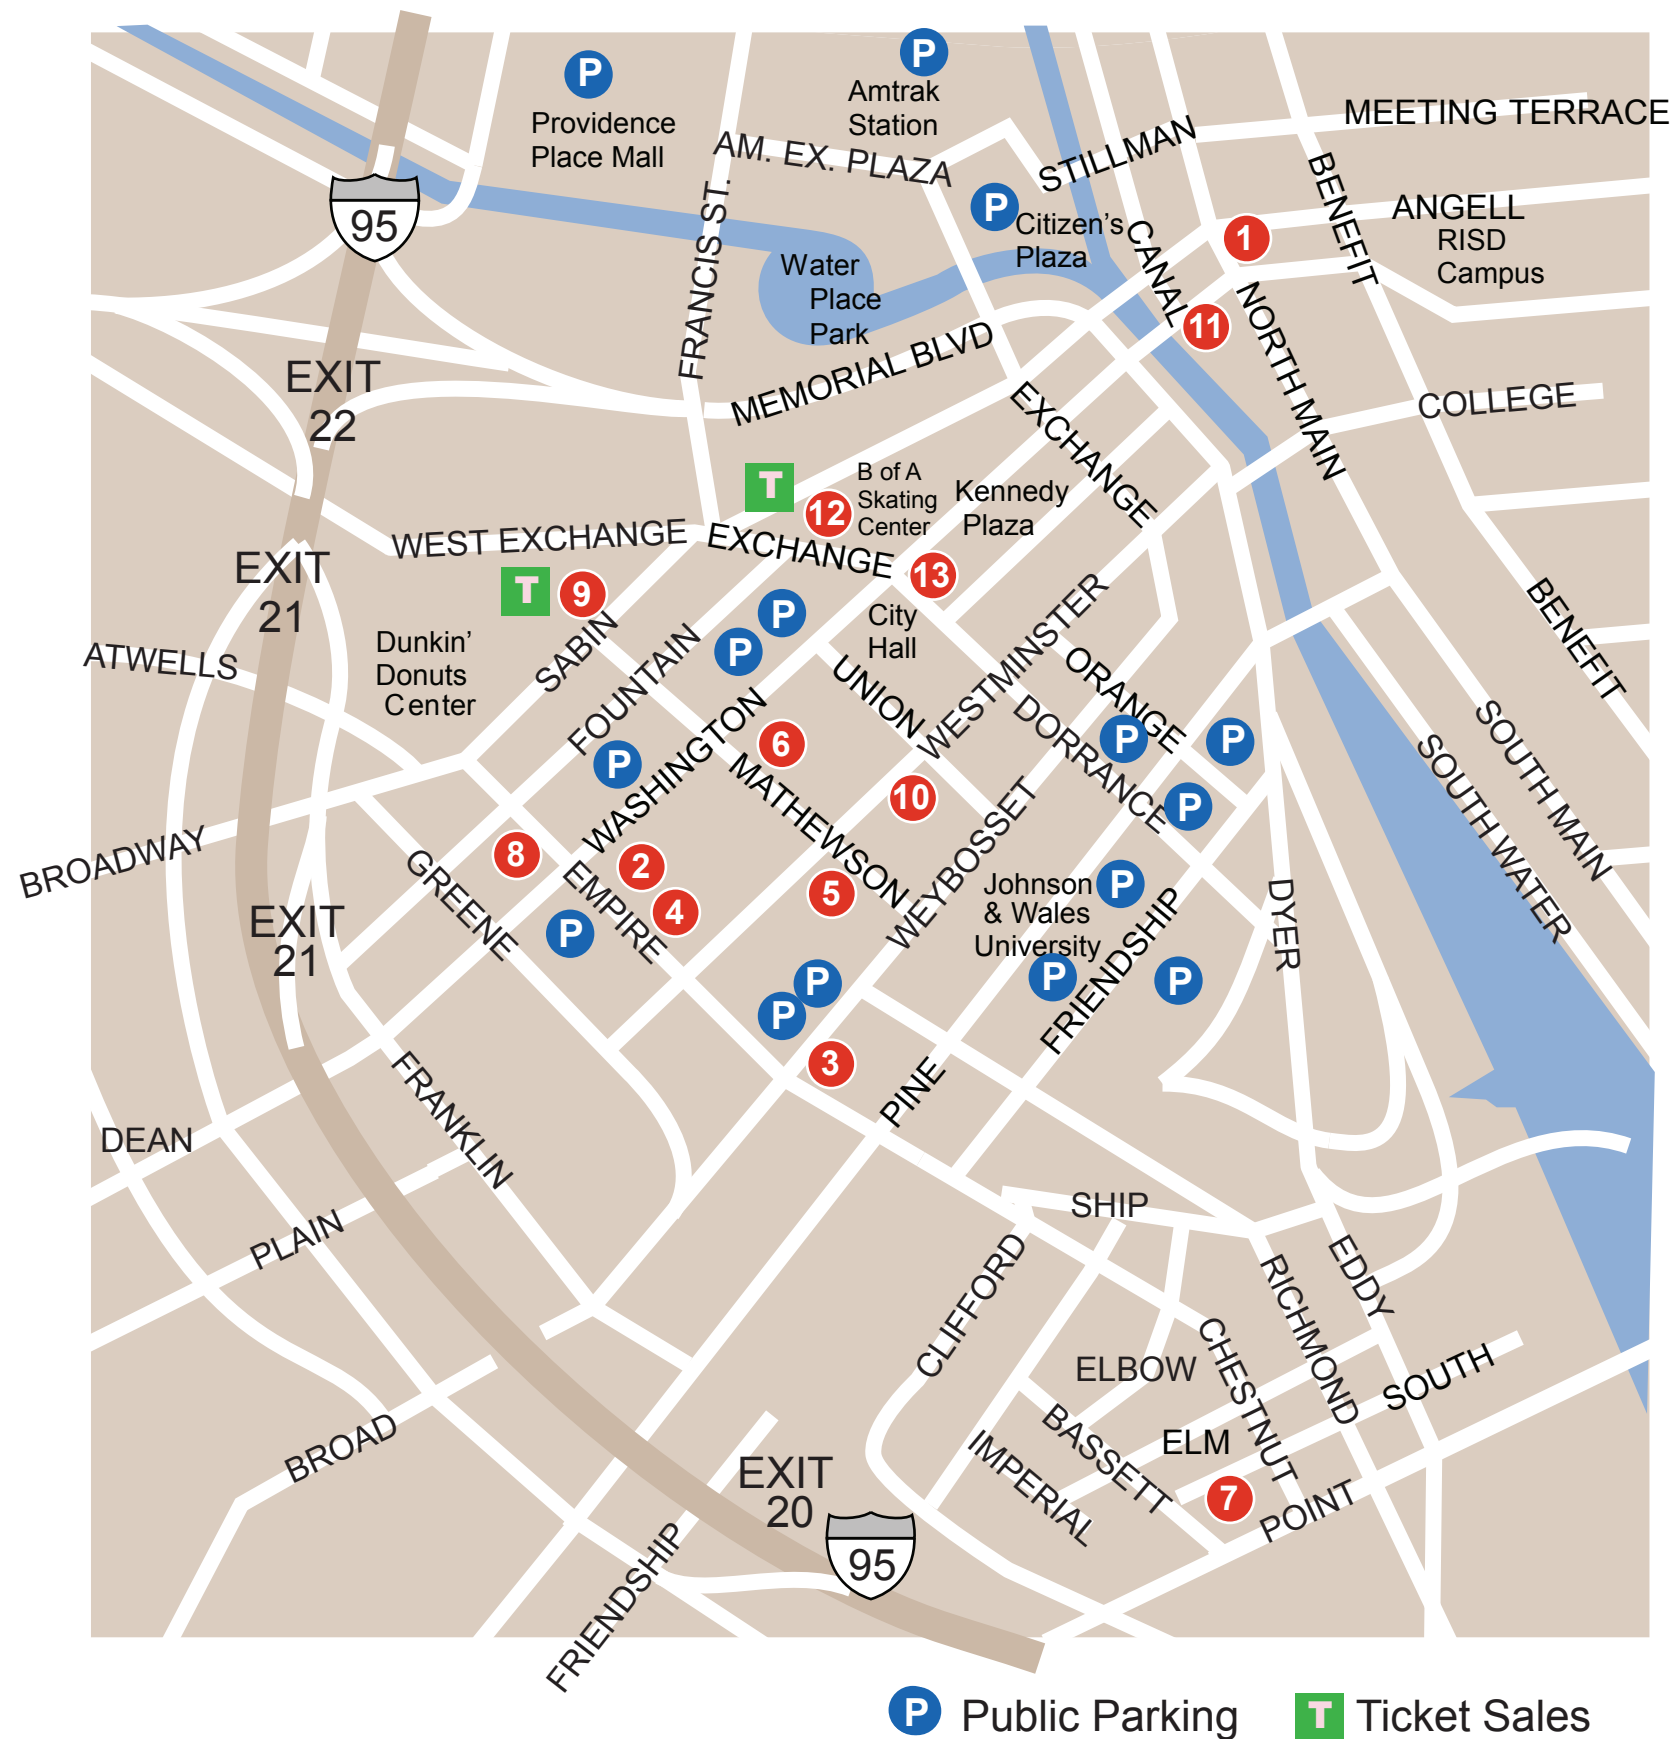 P
Providence
Place Mall
P
Amtrak
Station
AM. EX. PLAZA
STILLMAN
MEETING TERRACE
BENEFIT
ANGELL
RISD
Campus
95
FRANCIS ST.
P
Citizen's
Plaza
CANAL
1
11
Water
Place
Park
MEMORIAL BLVD
NORTH MAIN
COLLEGE
EXIT
22
EXCHANGE
T
12
B of A
Skating
Center
Kennedy
Plaza
WEST EXCHANGE
EXCHANGE
13
EXIT
21
T
9
City
Hall
P
P
ATWELLS
Dunkin'
Donuts
Center
SABIN
FOUNTAIN
WASHINGTON
UNION
WESTMINSTER
ORANGE
DORRANCE
BENEFIT
SOUTH MAIN
SOUTH WATER
P
6
P
P
P
MATHEWSON
10
BROADWAY
GREENE
8
2
4
EMPIRE
P
5
WEYBOSSET
Johnson
& Wales
University
P
P
P
FRIENDSHIP
DYER
EXIT
21
P
P
3
PINE
FRANKLIN
DEAN
PLAIN
SHIP
CLIFFORD
EDDY
RICHMOND
CHESTNUT
ELBOW
SOUTH
BASSETT
ELM
IMPERIAL
7
POINT
BROAD
EXIT
20
95
FRIENDSHIP
P Public Parking
T Ticket Sales